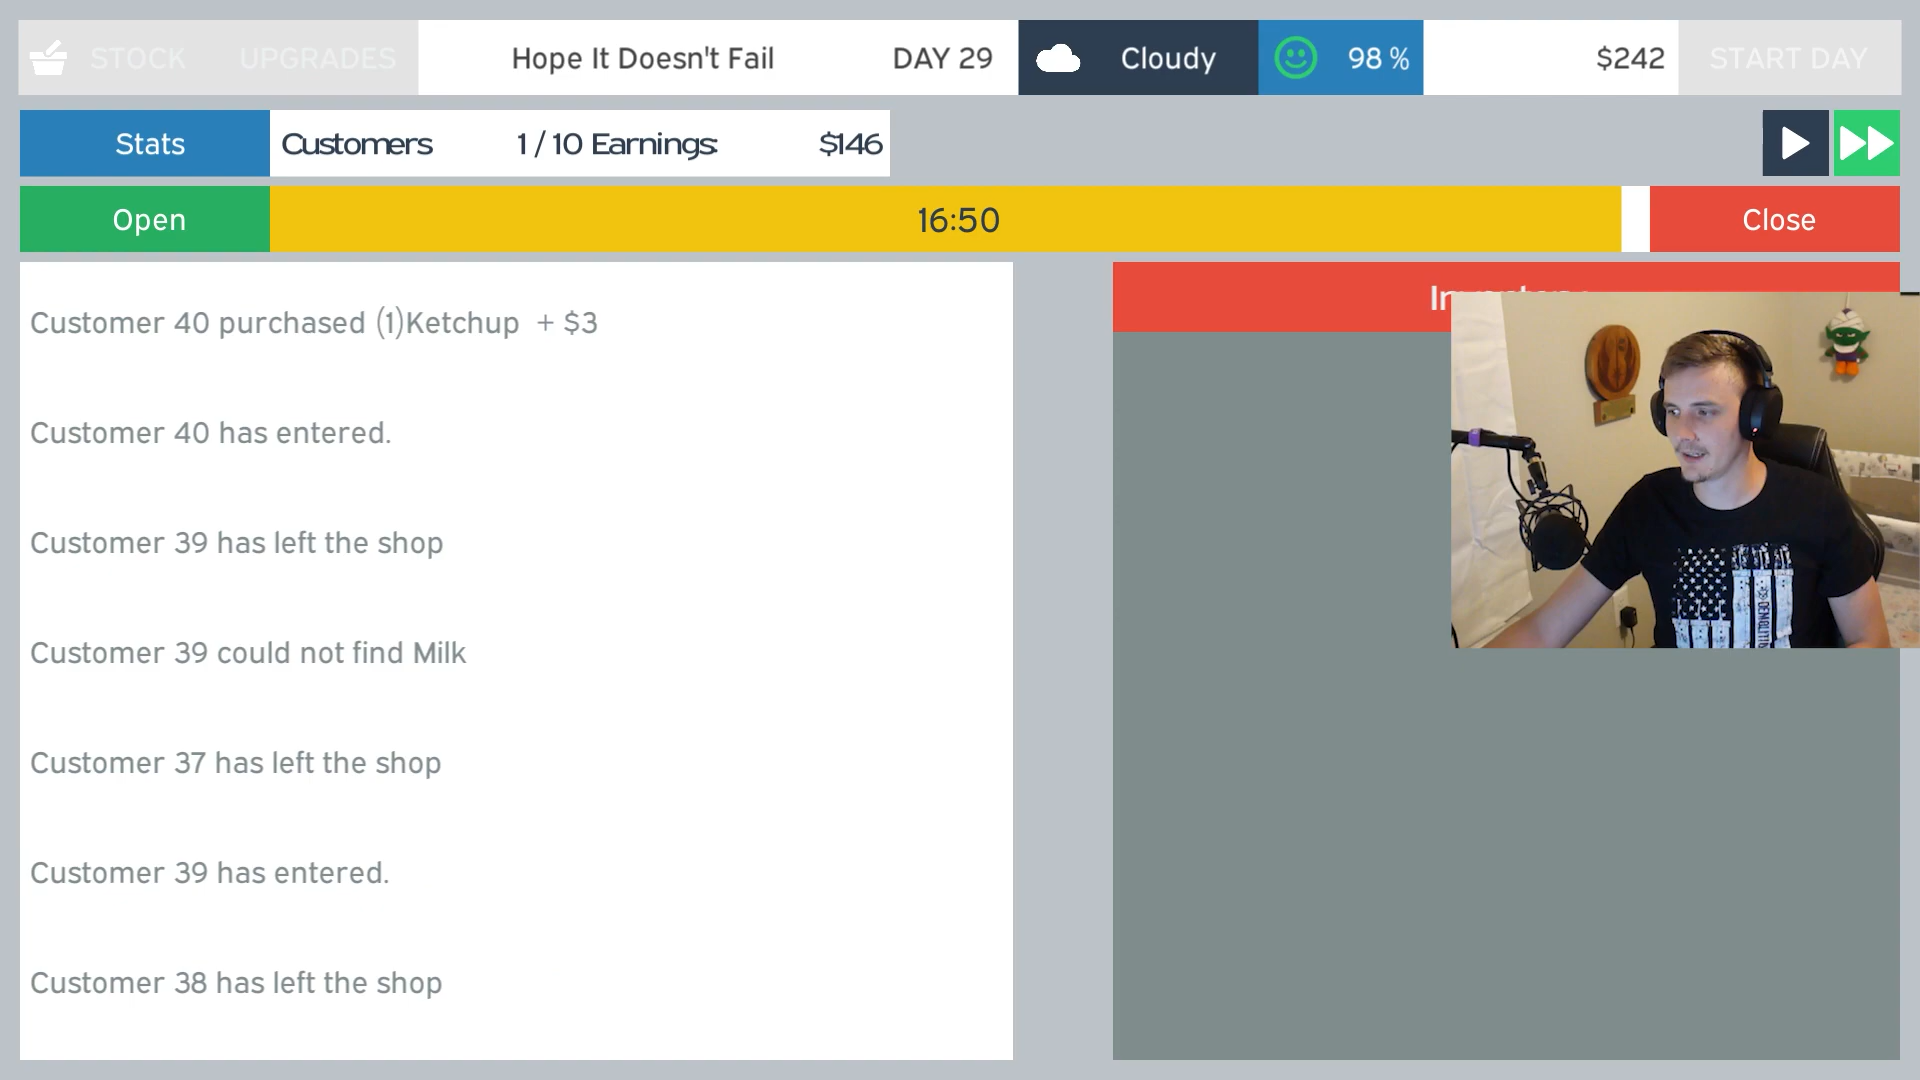 STOCK UPGRADES Hope It Doesn't Fail DAY 29 Cloudy 98 % $242 START DAY
Stats Customers 1 / 10 Earnings: $146
Open 16:50 Close
Customer 40 purchased (1)Ketchup + $3
Customer 40 has entered.
Customer 39 has left the shop
Customer 39 could not find Milk
Customer 37 has left the shop
Customer 39 has entered.
Customer 38 has left the shop